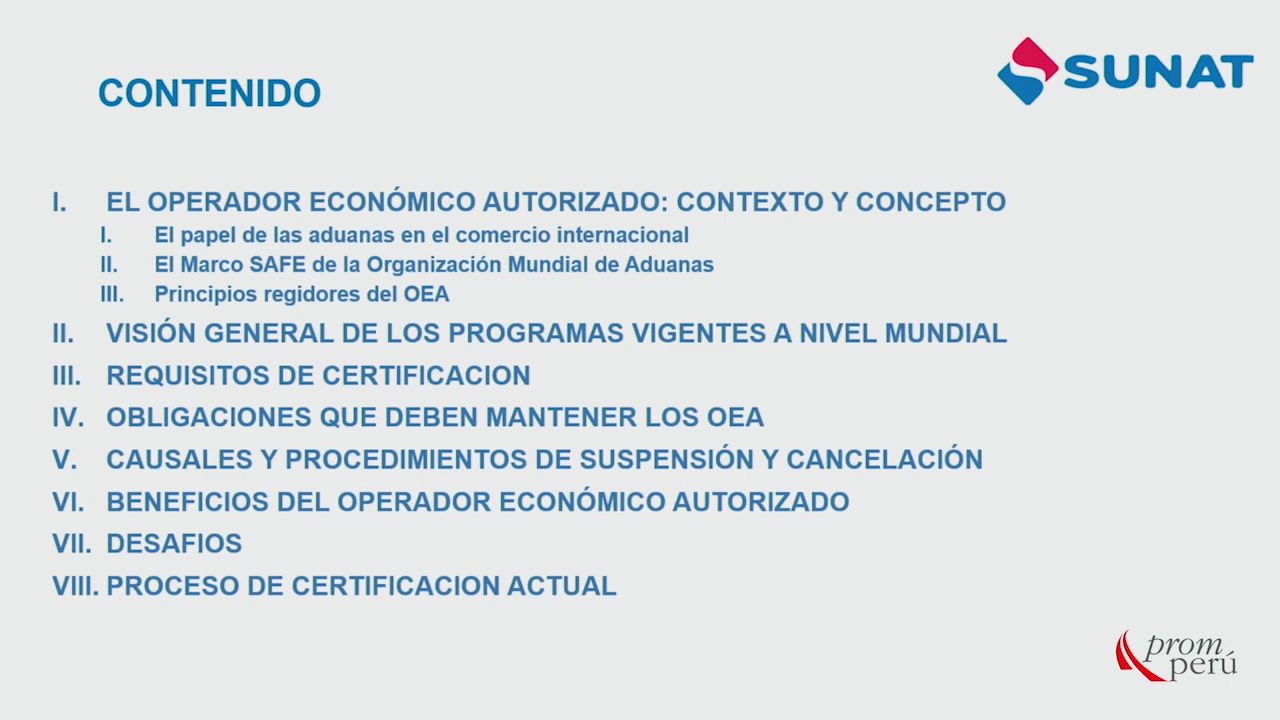 CONTENIDO
SUNAT
I. EL OPERADOR ECONÓMICO AUTORIZADO: CONTEXTO Y CONCEPTO
I. El papel de las aduanas en el comercio internacional
II. El Marco SAFE de la Organización Mundial de Aduanas
III. Principios regidores del OEA
II. VISIÓN GENERAL DE LOS PROGRAMAS VIGENTES A NIVEL MUNDIAL
III. REQUISITOS DE CERTIFICACION
IV. OBLIGACIONES QUE DEBEN MANTENER LOS OEA
V. CAUSALES Y PROCEDIMIENTOS DE SUSPENSIÓN Y CANCELACIÓN
VI. BENEFICIOS DEL OPERADOR ECONÓMICO AUTORIZADO
VII. DESAFIOS
VIII. PROCESO DE CERTIFICACION ACTUAL
prom
perú